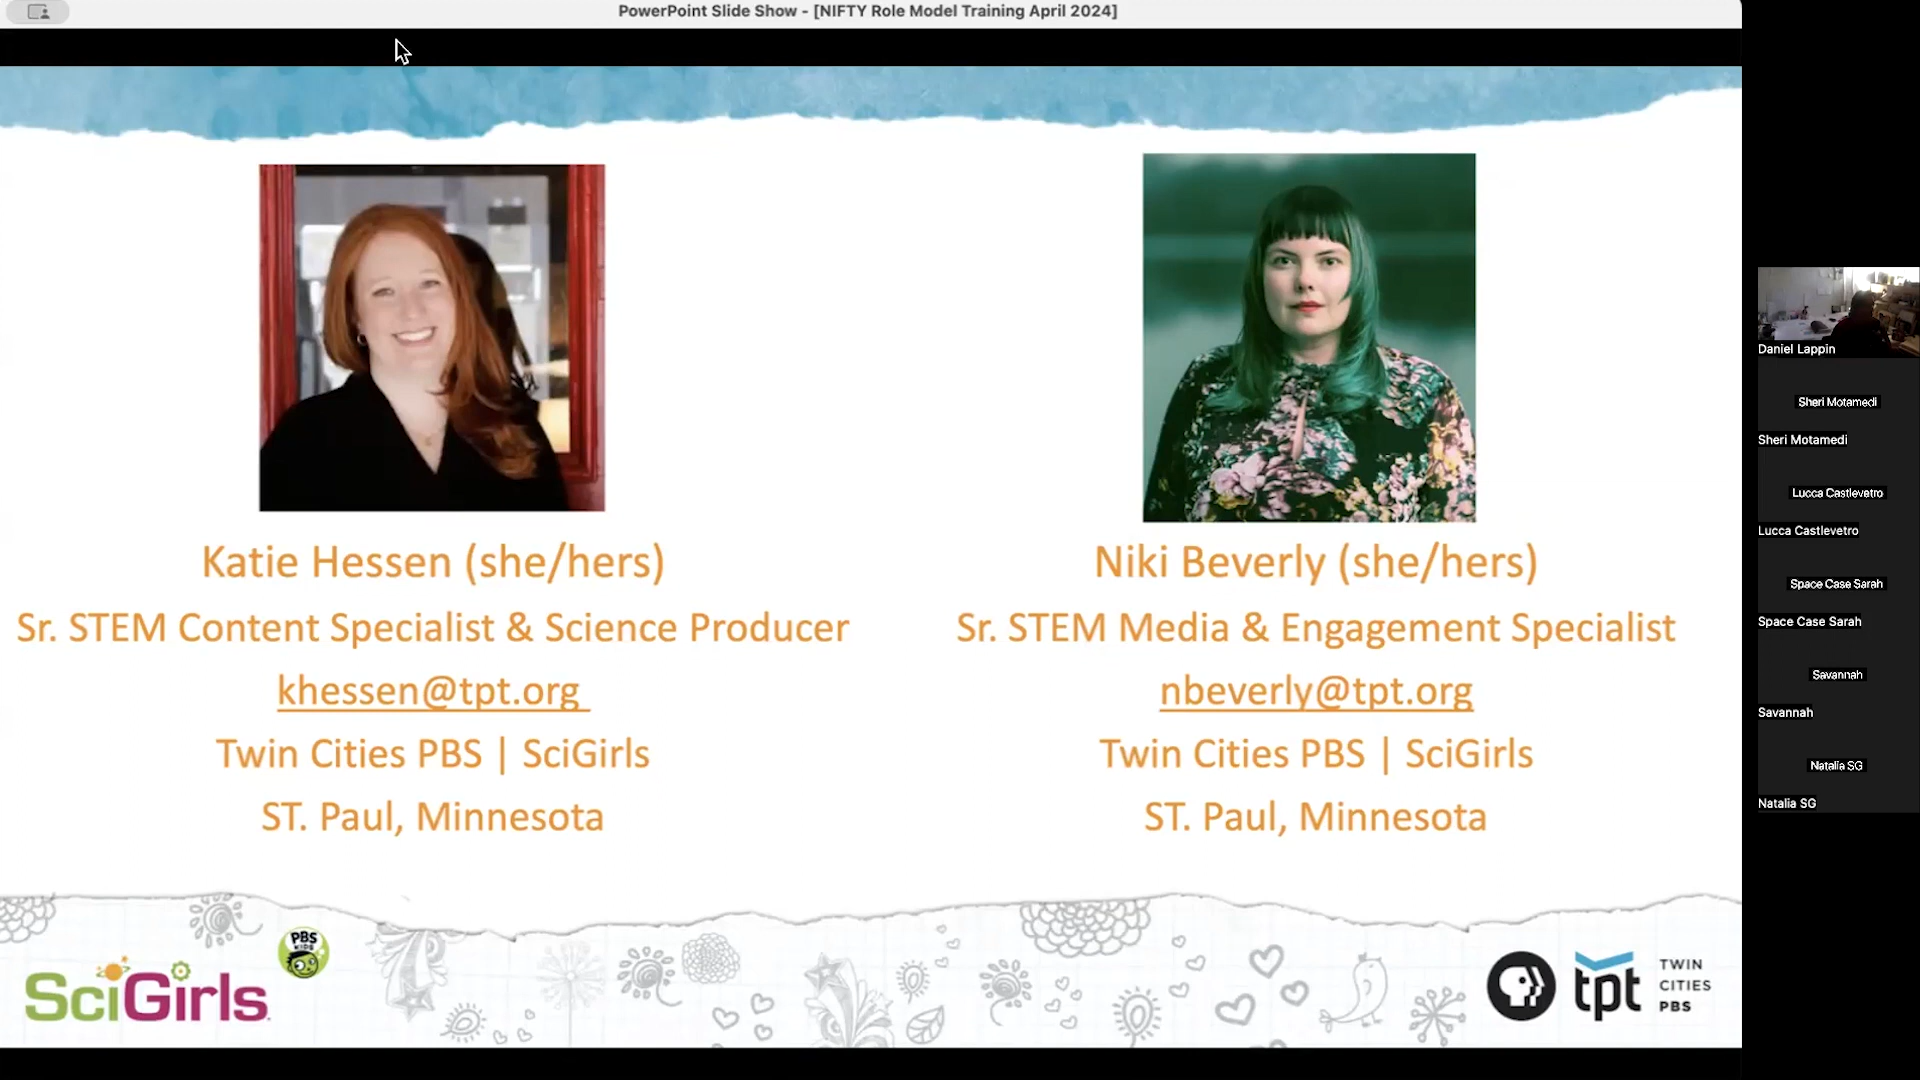 PowerPoint Slide Show - [NIFTY Role Model Training April 2024]
Katie Hessen (she/hers)
Sr. STEM Content Specialist & Science Producer
khessen@tpt.org
Twin Cities PBS | SciGirls
ST. Paul, Minnesota
Niki Beverly (she/hers)
Sr. STEM Media & Engagement Specialist
nbeverly@tpt.org
Twin Cities PBS | SciGirls
ST. Paul, Minnesota
SciGirls
PBS
KIDS
tpt
TWIN
CITIES
PBS
Daniel Lappin
Sheri Motamedi
Sheri Motamedi
Lucca Castlevetro
Lucca Castlevetro
Space Case Sarah
Space Case Sarah
Savannah
Savannah
Natalia SG
Natalia SG